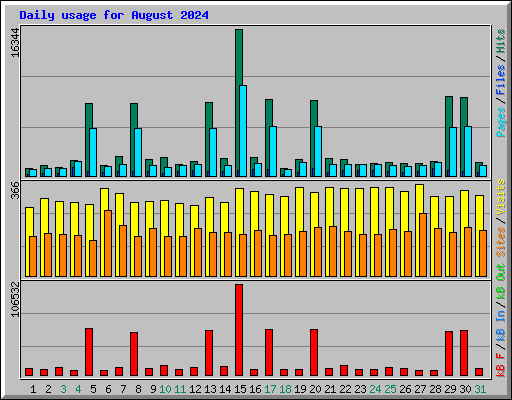 Daily usage for August 2024
16344
Pages / Files / Hits
366
Sites / Visits
106532
kB F / kB In / kB Out
1 2 3 4 5 6 7 8 9 10 11 12 13 14 15 16 17 18 19 20 21 22 23 24 25 26 27 28 29 30 31